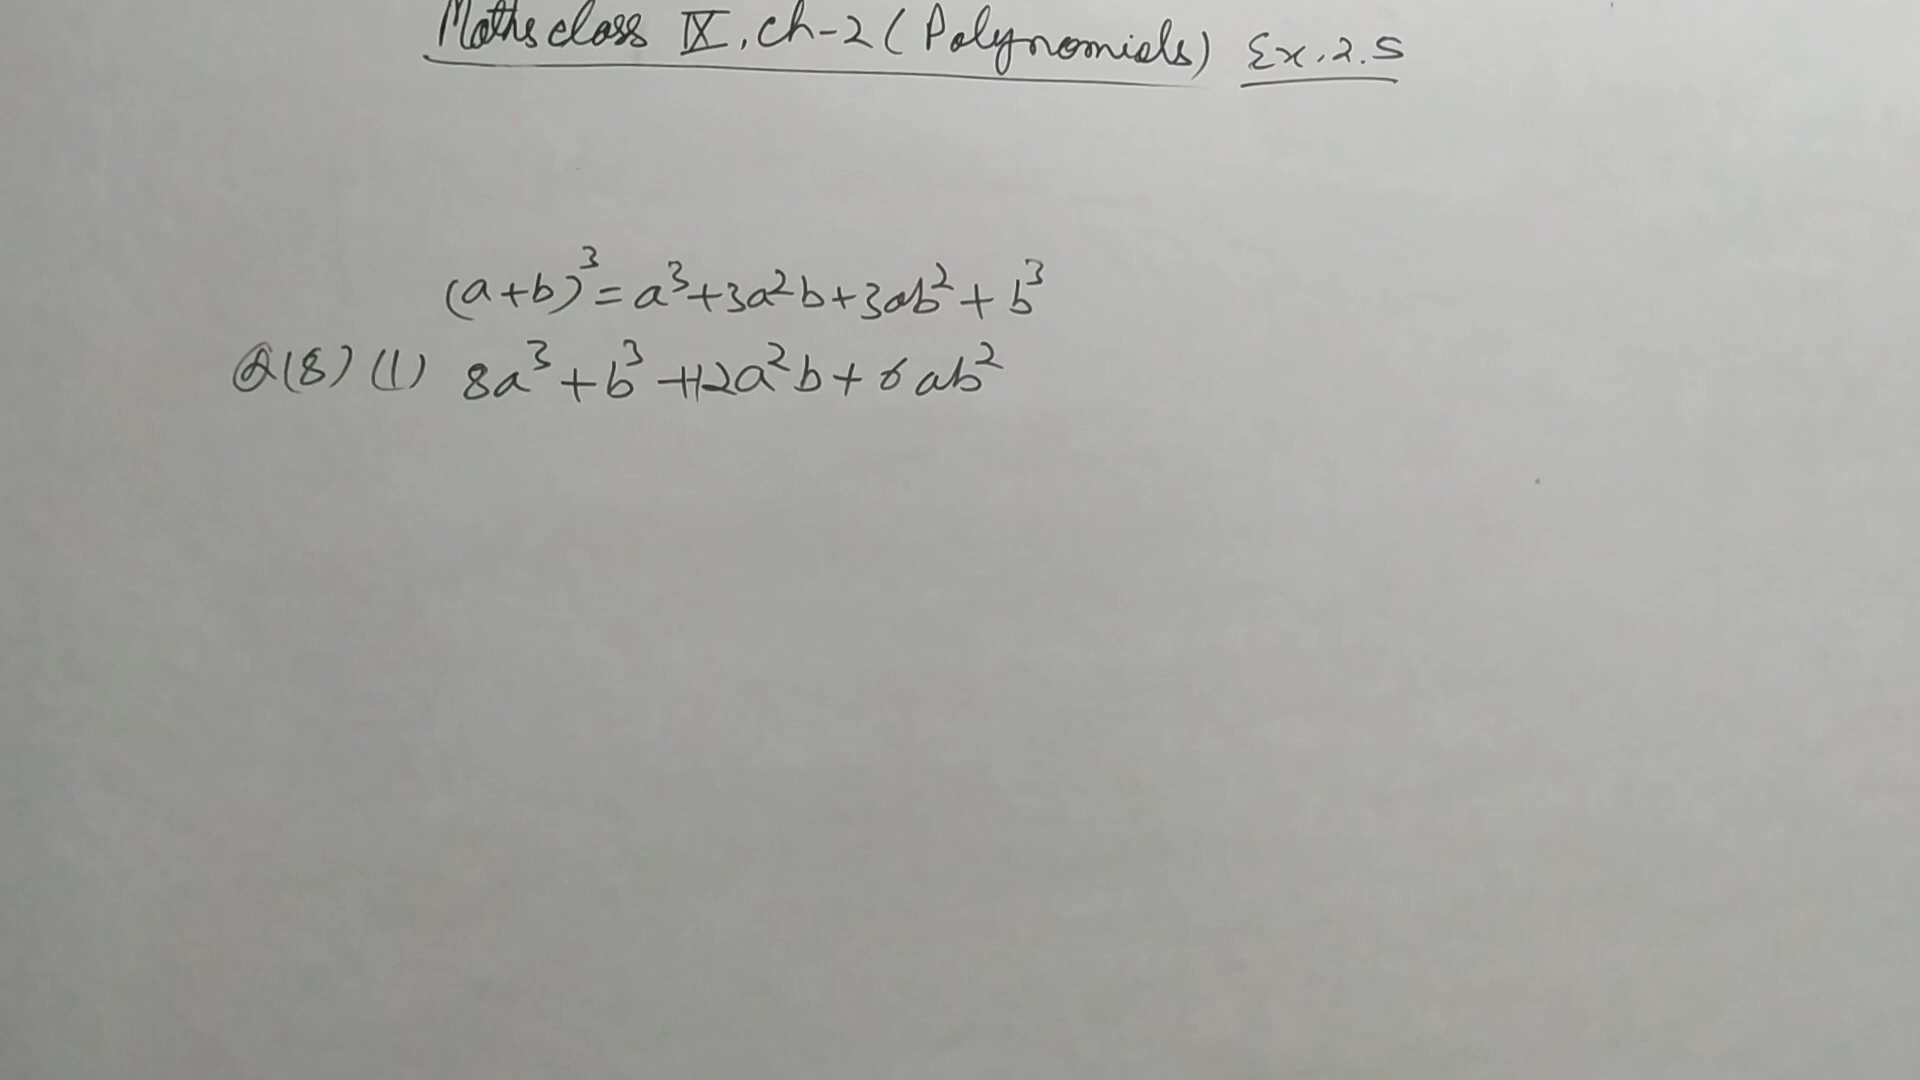 Maths class IX, Ch-2 (Polynomials) Ex.2.5
(a+b)³=a³+3a²b+3ab²+b³
Q(8) (1) 8a³+b³+12a²b+6ab²